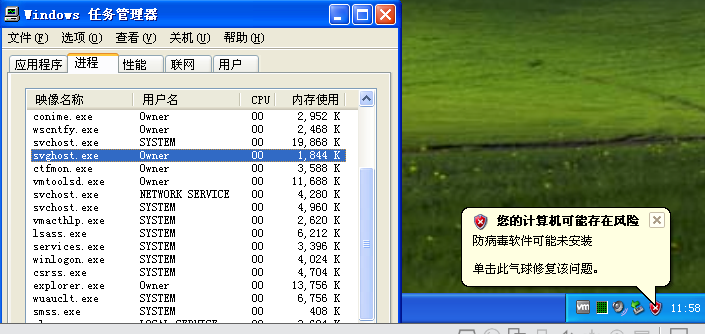 Windows 任务管理器
文件(F) 选项(O) 查看(V) 关机(U) 帮助(H)
应用程序 进程 性能 联网 用户
映像名称 用户名 CPU 内存使用
conime.exe Owner 00 2,952 K
wscntfy.exe Owner 00 2,468 K
svchost.exe SYSTEM 00 19,868 K
svghost.exe Owner 00 1,844 K
ctfmon.exe Owner 00 3,588 K
vmtoolsd.exe Owner 00 11,688 K
svchost.exe NETWORK SERVICE 00 4,280 K
svchost.exe SYSTEM 00 4,960 K
vmacthlp.exe SYSTEM 00 2,620 K
lsass.exe SYSTEM 00 6,212 K
services.exe SYSTEM 00 3,396 K
winlogon.exe SYSTEM 00 4,024 K
csrss.exe SYSTEM 00 4,704 K
explorer.exe Owner 00 13,756 K
wuauclt.exe SYSTEM 00 6,756 K
smss.exe SYSTEM 00 408 K
您的计算机可能存在风险
防病毒软件可能未安装
单击此气球修复该问题。
vm 11:58